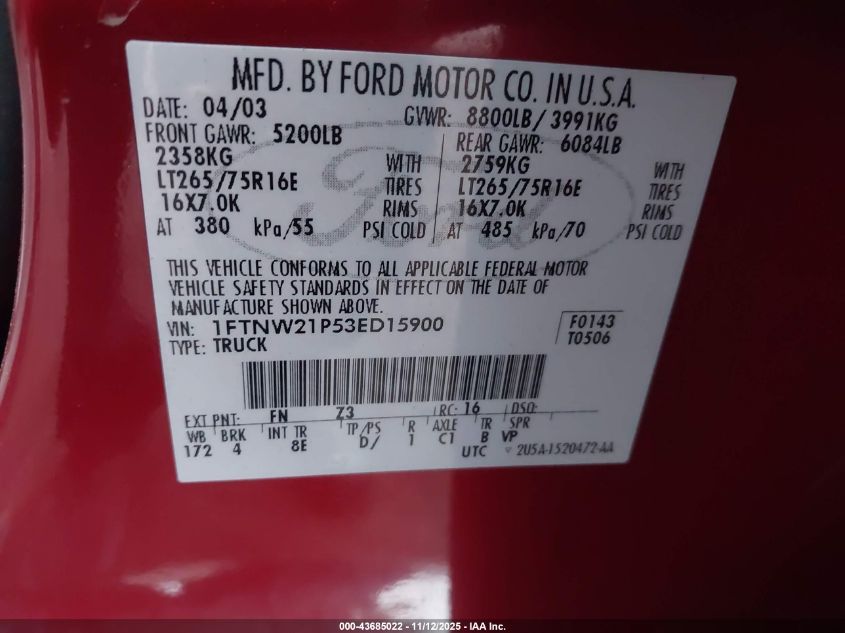 MFD. BY FORD MOTOR CO. IN U.S.A.
DATE: 04/03 GVWR: 8800LB/ 3991KG
FRONT GAWR: 5200LB REAR GAWR: 6084LB
2358KG WITH 2759KG WITH
LT265/75R16E TIRES LT265/75R16E TIRES
16X7.0K RIMS 16X7.0K RIMS
AT 380 kPa/55 PSI COLD AT 485 kPa/70 PSI COLD
Ford
THIS VEHICLE CONFORMS TO ALL APPLICABLE FEDERAL MOTOR
VEHICLE SAFETY STANDARDS IN EFFECT ON THE DATE OF
MANUFACTURE SHOWN ABOVE.
VIN: 1FTNW21P53ED15900 F0143
TYPE: TRUCK T0506
EXT PNT: FN Z3 RC: 16 DSO:
WB BRK INT TR TP/PS R AXLE TR SPR
172 4 8E D/ 1 C1 B VP
UTC 2U5A-1520472-AA
000-43685022 - 11/12/2025 - IAA Inc.